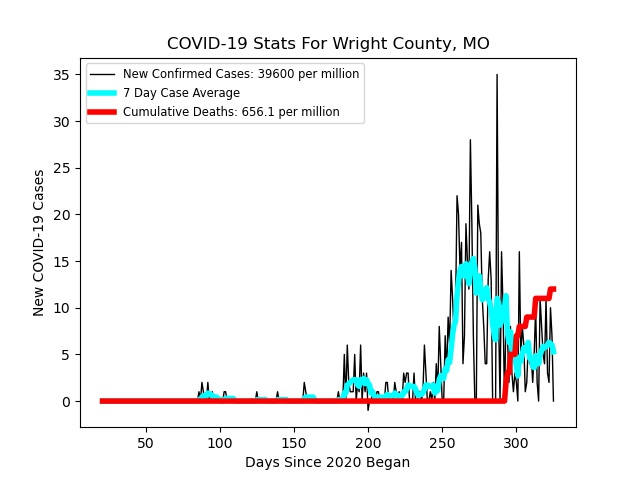 COVID-19 Stats For Wright County, MO
New Confirmed Cases: 39600 per million
7 Day Case Average
Cumulative Deaths: 656.1 per million
35
30
25
20
15
10
5
0
New COVID-19 Cases
50 100 150 200 250 300
Days Since 2020 Began